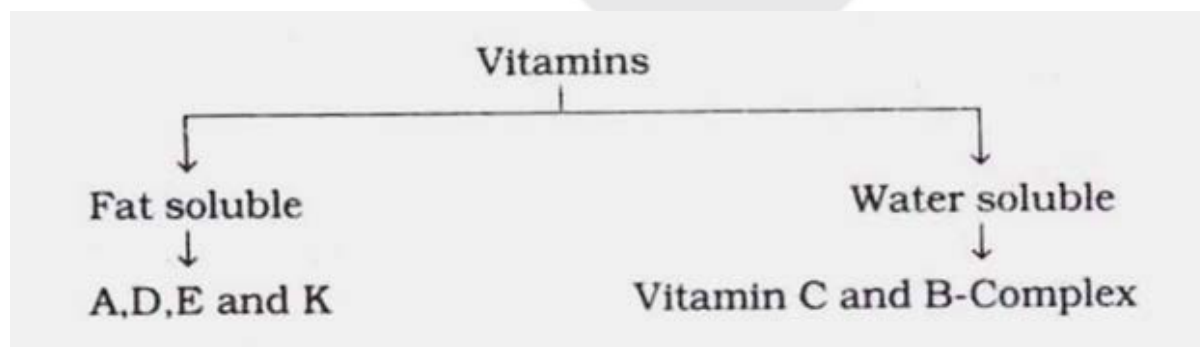 Vitamins
Fat soluble
Water soluble
A,D,E and K
Vitamin C and B-Complex